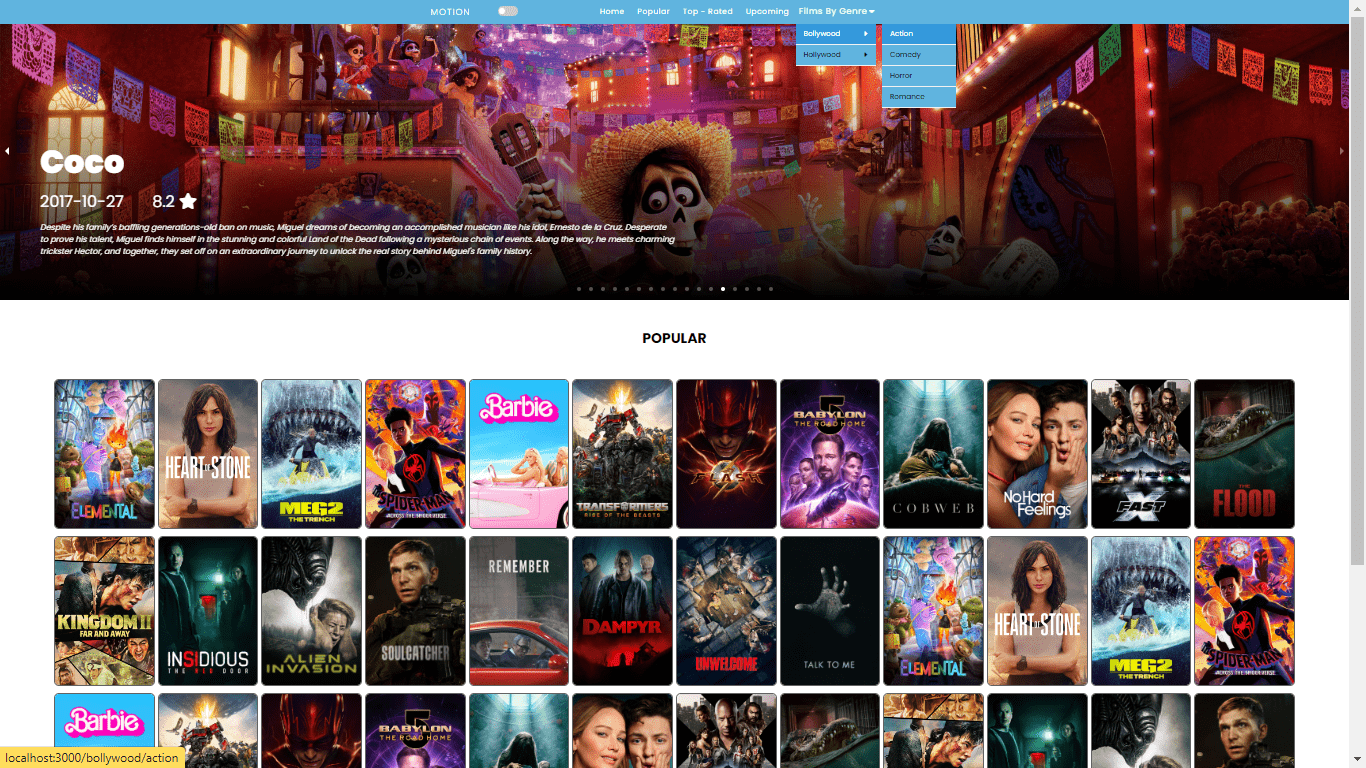 MOTION
Home Popular Top - Rated Upcoming Films By Genre
Bollywood
Hollywood
Action
Comedy
Horror
Romance
Coco
2017-10-27 8.2
Despite his family's baffling generations-old ban on music, Miguel dreams of becoming an accomplished musician like his idol, Ernesto de la Cruz. Desperate
to prove his talent, Miguel finds himself in the stunning and colorful Land of the Dead following a mysterious chain of events. Along the way, he meets charming
trickster Hector, and together, they set off on an extraordinary journey to unlock the real story behind Miguel's family history.
POPULAR
ELEMENTAL
HEART OF STONE
MEG2
THE TRENCH
SPIDER-MAN
ACROSS THE SPIDER-VERSE
Barbie
TRANSFORMERS
RISE OF THE BEASTS
FLASH
BABYLON 5
THE ROAD HOME
COBWEB
No Hard
Feelings
FAST X
THE
FLOOD
KINGDOM II
FAR AND AWAY
INSIDIOUS
THE RED DOOR
ALIEN
INVASION
SOULCATCHER
REMEMBER
DAMPYR
UNWELCOME
TALK TO ME
ELEMENTAL
HEART OF STONE
MEG2
THE TRENCH
SPIDER-MAN
ACROSS THE SPIDER-VERSE
Barbie
BABYLON 5
THE ROAD HOME
localhost:3000/bollywood/action